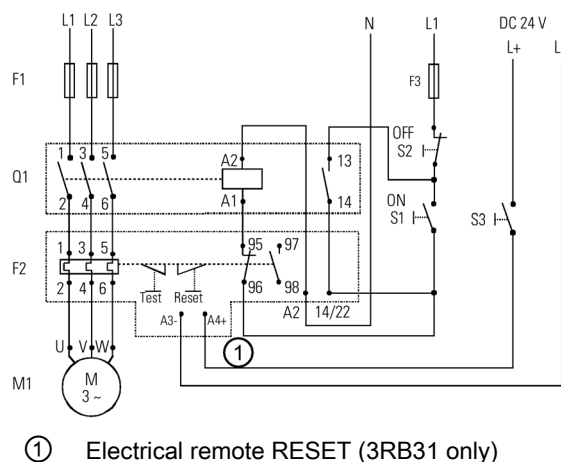 L1 L2 L3 N L1 DC 24 V
L+ L
F1 F3
OFF
S2
1 3 5 A2 13
Q1
2 4 6 A1 14
ON
S1 S3
1 3 5 95 97
F2
2 4 6 Test Reset 96 98
A3- A4+ A2 14/22
1
U V W
M1 M
3 ~
1 Electrical remote RESET (3RB31 only)